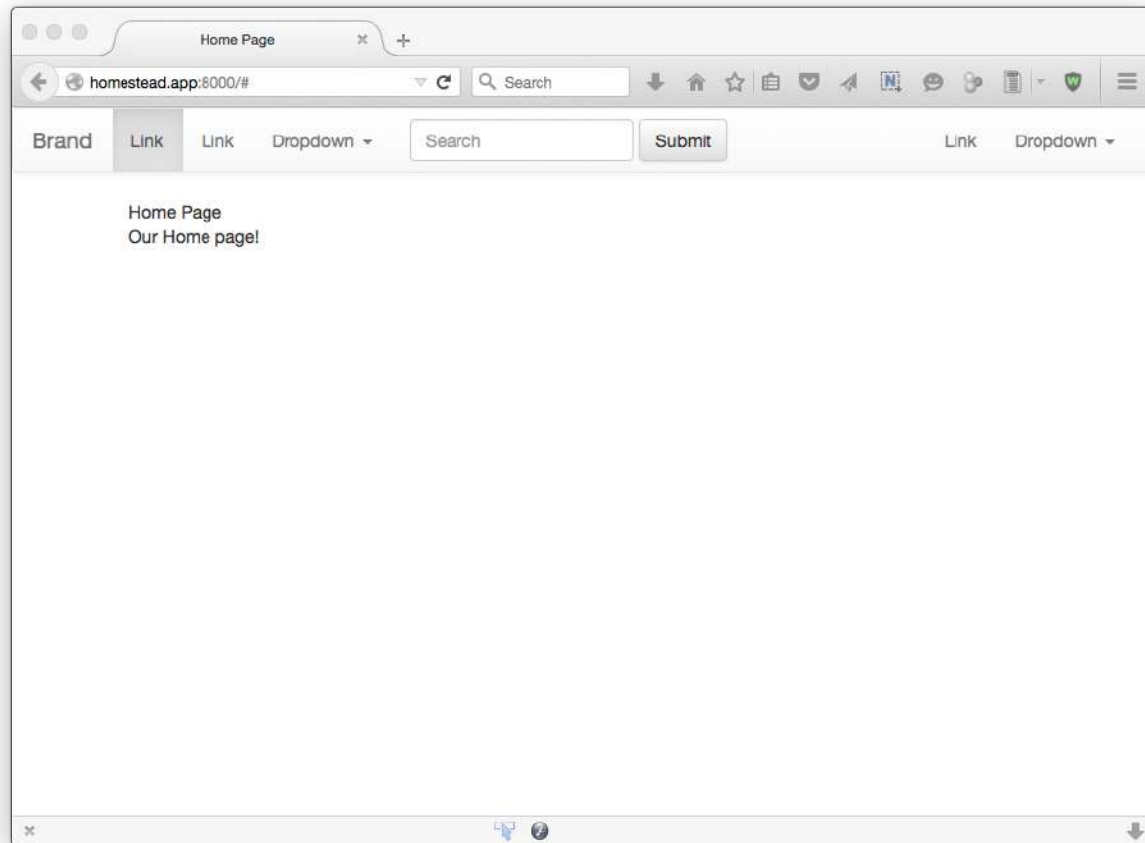 Home Page
homestead.app:8000/#
Search
Brand Link Link Dropdown Search Submit Link Dropdown
Home Page
Our Home page!